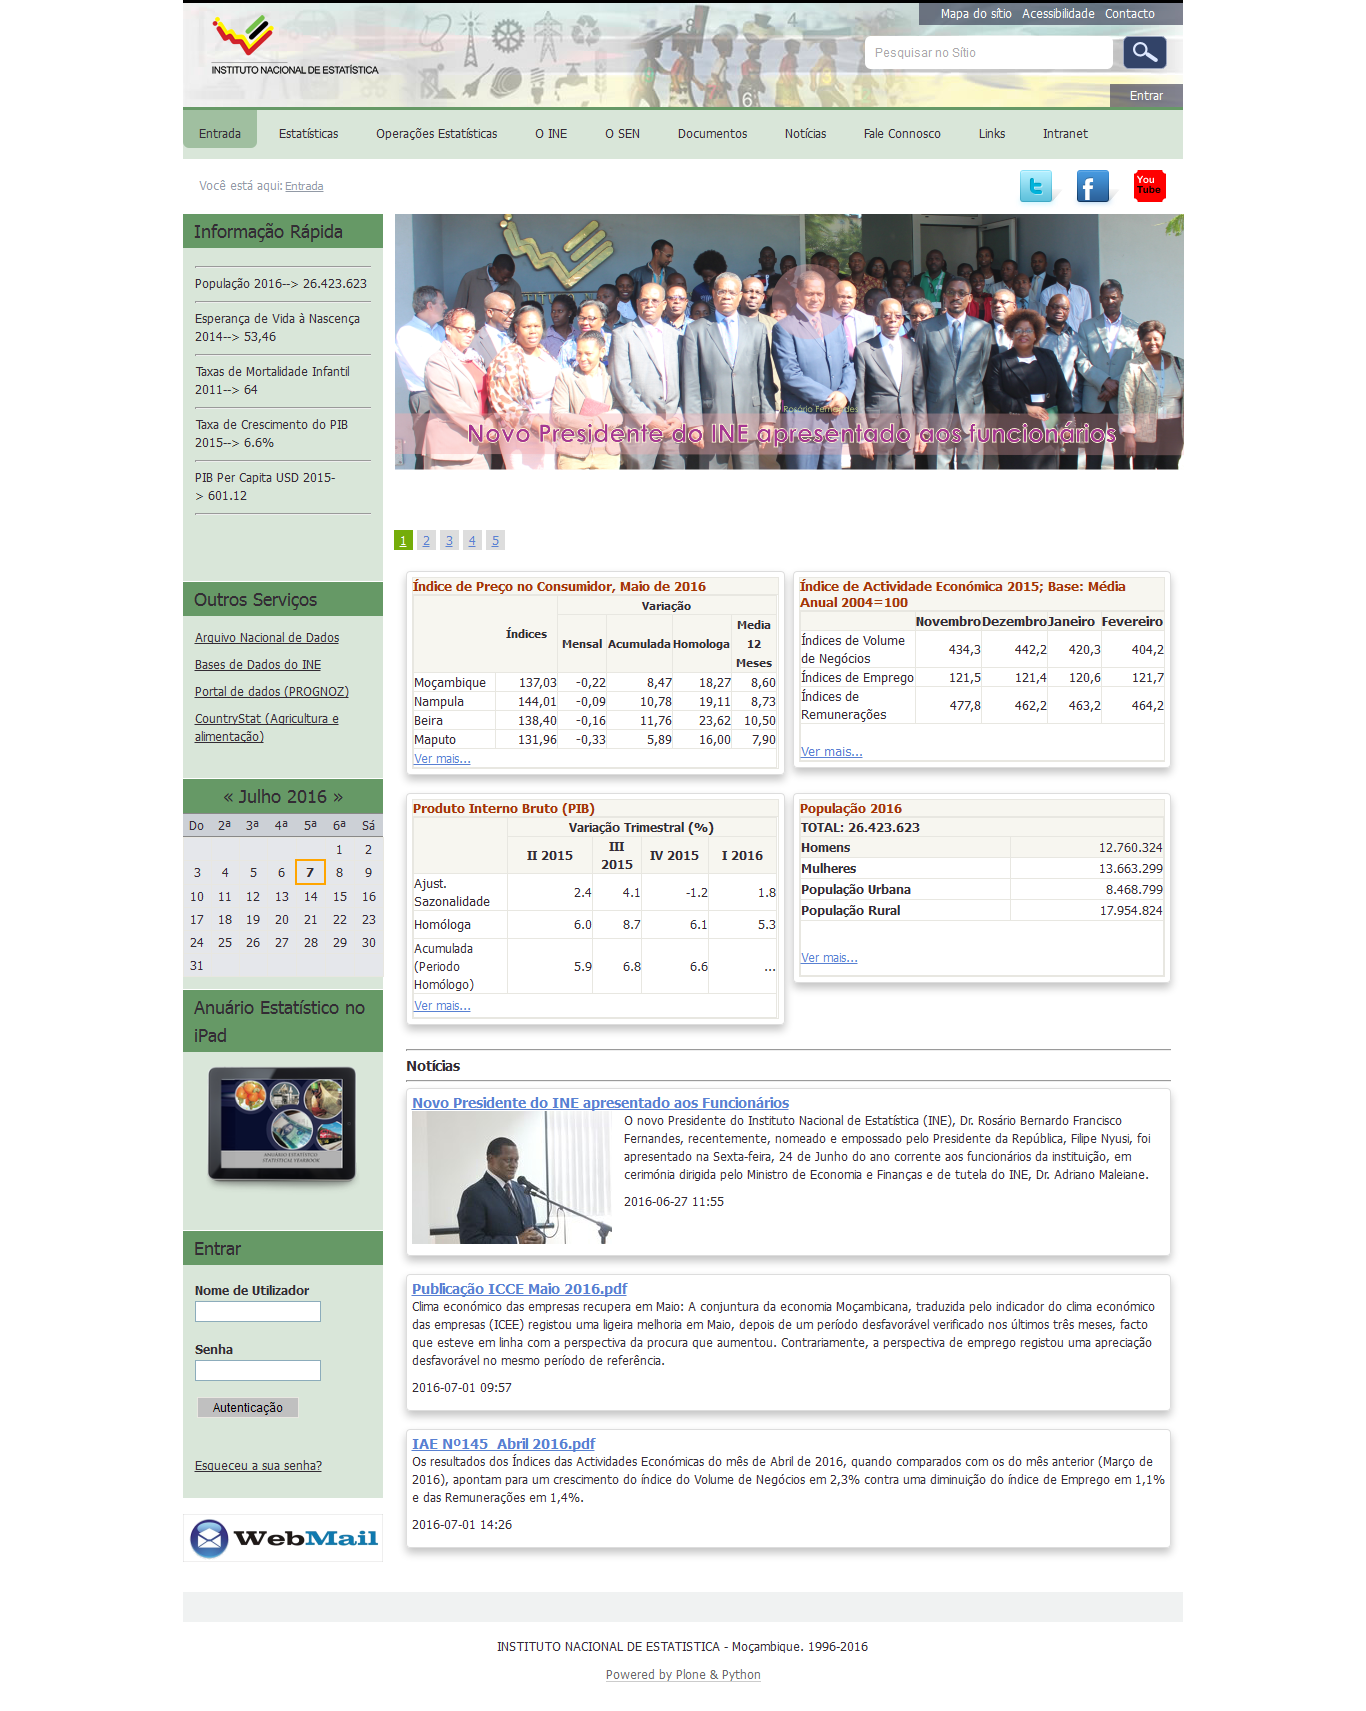 Mapa do sítio Acessibilidade Contacto
INSTITUTO NACIONAL DE ESTATÍSTICA
Pesquisar no Sítio
Entrar
Entrada Estatísticas Operações Estatísticas O INE O SEN Documentos Notícias Fale Connosco Links Intranet
Você está aqui: Entrada
t f You Tube
Informação Rápida
População 2016--> 26.423.623
Esperança de Vida à Nascença
2014--> 53,46
Taxas de Mortalidade Infantil
2011--> 64
Taxa de Crescimento do PIB
2015--> 6.6%
PIB Per Capita USD 2015-
> 601.12
Outros Serviços
Arquivo Nacional de Dados
Bases de Dados do INE
Portal de dados (PROGNOZ)
CountryStat (Agricultura e
alimentação)
« Julho 2016 »
Do 2ª 3ª 4ª 5ª 6ª Sá
1 2
3 4 5 6 7 8 9
10 11 12 13 14 15 16
17 18 19 20 21 22 23
24 25 26 27 28 29 30
31
Anuário Estatístico no
iPad
ANUÁRIO ESTATÍSTICO
STATISTICAL YEARBOOK
Entrar
Nome de Utilizador
Senha
Autenticação
Esqueceu a sua senha?
WebMail
Rosário Fernandes
Novo Presidente do INE apresentado aos funcionários
1 2 3 4 5
Índice de Preço no Consumidor, Maio de 2016
Índices Variação
Mensal Acumulada Homologa Media 12 Meses
Moçambique 137,03 -0,22 8,47 18,27 8,60
Nampula 144,01 -0,09 10,78 19,11 8,73
Beira 138,40 -0,16 11,76 23,62 10,50
Maputo 131,96 -0,33 5,89 16,00 7,90
Ver mais...
Índice de Actividade Económica 2015; Base: Média
Anual 2004=100
Novembro Dezembro Janeiro Fevereiro
Índices de Volume de Negócios 434,3 442,2 420,3 404,2
Índices de Emprego 121,5 121,4 120,6 121,7
Índices de Remunerações 477,8 462,2 463,2 464,2
Ver mais...
Produto Interno Bruto (PIB)
Variação Trimestral (%)
II 2015 III 2015 IV 2015 I 2016
Ajust. Sazonalidade 2.4 4.1 -1.2 1.8
Homóloga 6.0 8.7 6.1 5.3
Acumulada (Periodo Homólogo) 5.9 6.8 6.6 ...
Ver mais...
População 2016
TOTAL: 26.423.623
Homens 12.760.324
Mulheres 13.663.299
População Urbana 8.468.799
População Rural 17.954.824
Ver mais...
Notícias
Novo Presidente do INE apresentado aos Funcionários
O novo Presidente do Instituto Nacional de Estatística (INE), Dr. Rosário Bernardo Francisco
Fernandes, recentemente, nomeado e empossado pelo Presidente da República, Filipe Nyusi, foi
apresentado na Sexta-feira, 24 de Junho do ano corrente aos funcionários da instituição, em
cerimónia dirigida pelo Ministro de Economia e Finanças e de tutela do INE, Dr. Adriano Maleiane.
2016-06-27 11:55
Publicação ICCE Maio 2016.pdf
Clima económico das empresas recupera em Maio: A conjuntura da economia Moçambicana, traduzida pelo indicador do clima económico
das empresas (ICEE) registou uma ligeira melhoria em Maio, depois de um período desfavorável verificado nos últimos três meses, facto
que esteve em linha com a perspectiva da procura que aumentou. Contrariamente, a perspectiva de emprego registou uma apreciação
desfavorável no mesmo período de referência.
2016-07-01 09:57
IAE Nº145_Abril 2016.pdf
Os resultados dos Índices das Actividades Económicas do mês de Abril de 2016, quando comparados com os do mês anterior (Março de
2016), apontam para um crescimento do índice do Volume de Negócios em 2,3% contra uma diminuição do índice de Emprego em 1,1%
e das Remunerações em 1,4%.
2016-07-01 14:26
INSTITUTO NACIONAL DE ESTATISTICA - Moçambique. 1996-2016
Powered by Plone & Python